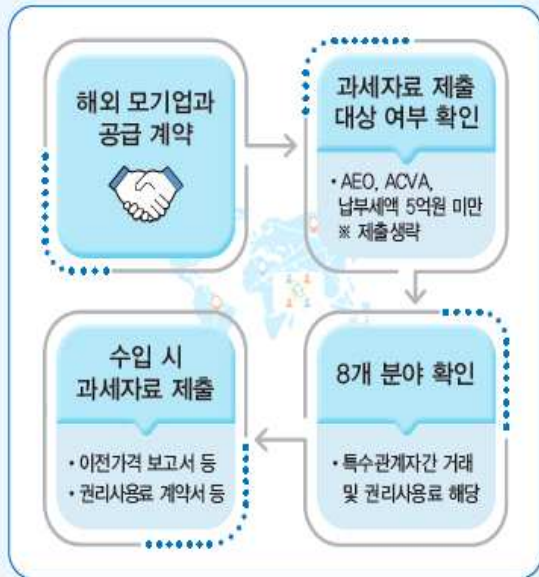 해외 모기업과
공급 계약
과세자료 제출
대상 여부 확인
• AEO, ACVA,
납부세액 5억원 미만
※ 제출생략
8개 분야 확인
• 특수관계자간 거래
및 권리사용료 해당
수입 시
과세자료 제출
• 이전가격 보고서 등
• 권리사용료 계약서 등